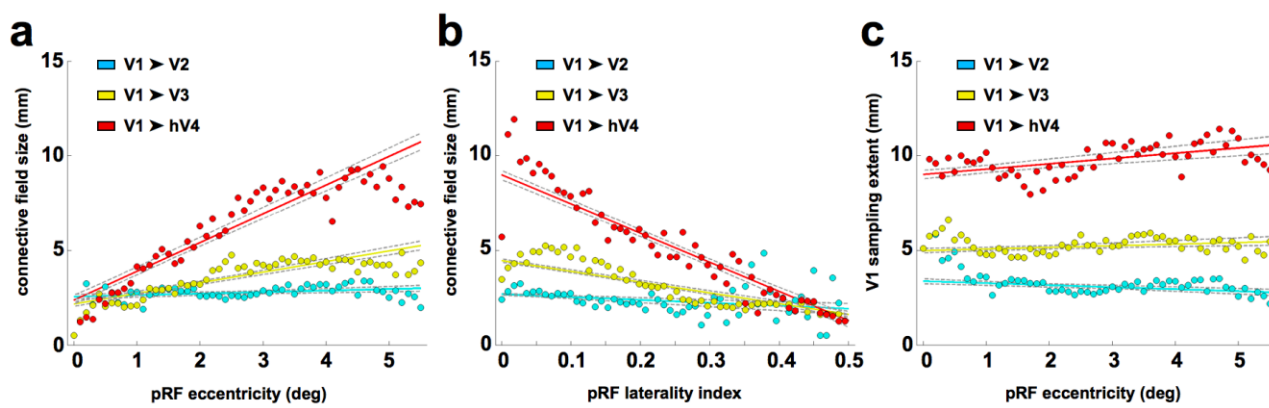 a
connective field size (mm)
15
10
5
0
V1 ➤ V2
V1 ➤ V3
V1 ➤ hV4
0 1 2 3 4 5
pRF eccentricity (deg)
b
connective field size (mm)
15
10
5
0
V1 ➤ V2
V1 ➤ V3
V1 ➤ hV4
0 0.1 0.2 0.3 0.4 0.5
pRF laterality index
c
V1 sampling extent (mm)
15
10
5
0
V1 ➤ V2
V1 ➤ V3
V1 ➤ hV4
0 1 2 3 4 5
pRF eccentricity (deg)